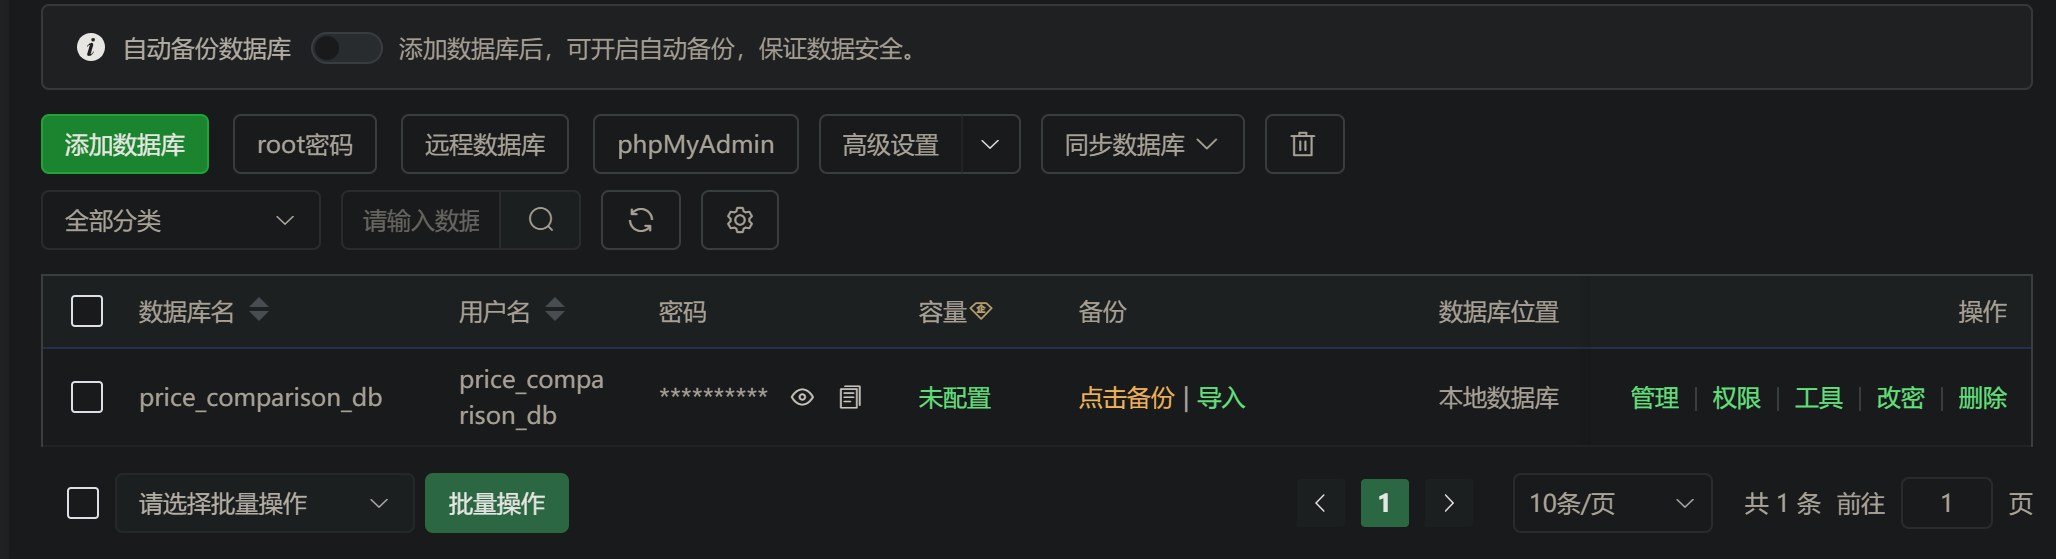 自动备份数据库 添加数据库后，可开启自动备份，保证数据安全。
添加数据库 root密码 远程数据库 phpMyAdmin 高级设置 同步数据库
全部分类 请输入数据
数据库名 用户名 密码 容量 备份 数据库位置 操作
price_comparison_db price_compa ********** 未配置 点击备份 | 导入 本地数据库 管理 | 权限 | 工具 | 改密 | 删除
rison_db
请选择批量操作 批量操作 1 10条/页 共 1 条 前往 1 页